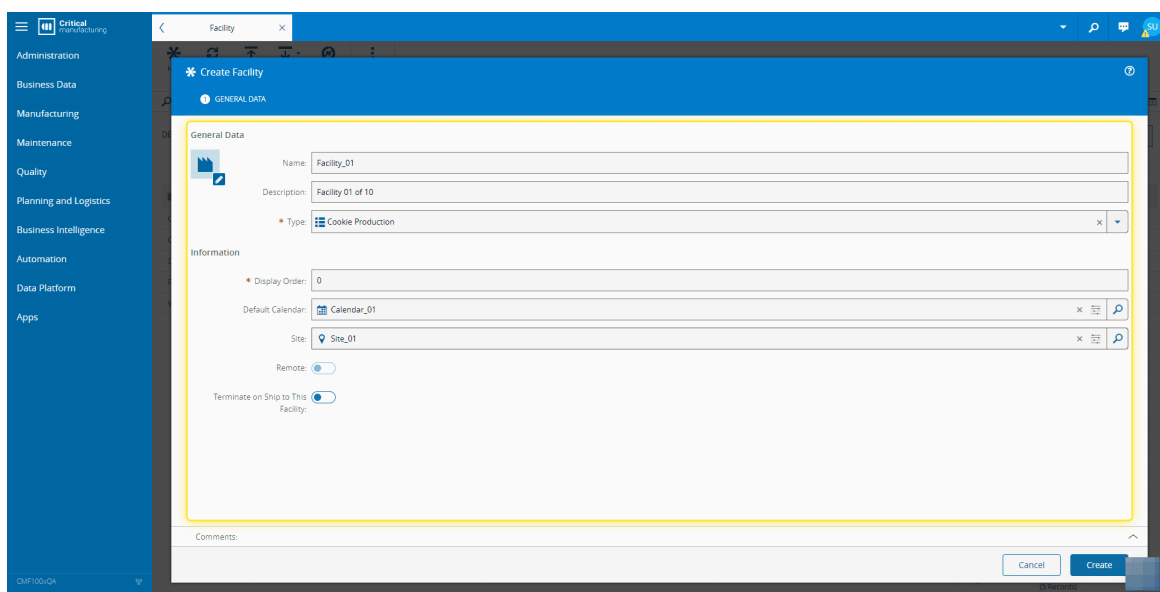 Critical
manufacturing
Facility
SU
Administration
Business Data
Manufacturing
Maintenance
Quality
Planning and Logistics
Business Intelligence
Automation
Data Platform
Apps
CMF100xQA
Create Facility
1 GENERAL DATA
General Data
Name: Facility_01
Description: Facility 01 of 10
* Type: Cookie Production
Information
* Display Order: 0
Default Calendar: Calendar_01
Site: Site_01
Remote:
Terminate on Ship to This
Facility:
Comments:
Cancel
Create